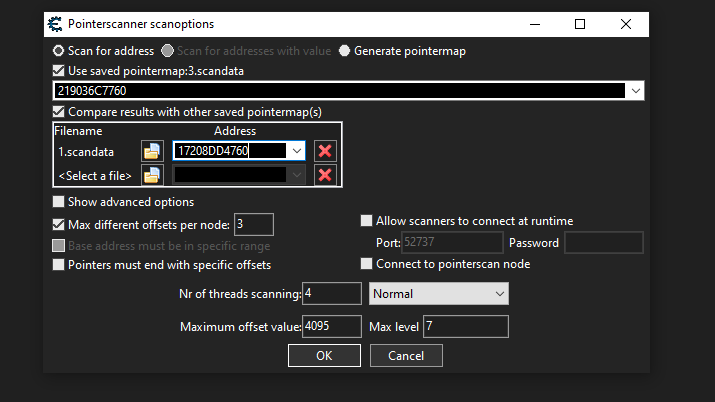 Pointerscanner scanoptions
Scan for address Scan for addresses with value Generate pointermap
Use saved pointermap:3.scandata
219036C7760
Compare results with other saved pointermap(s)
Filename Address
1.scandata 17208DD4760
<Select a file>
Show advanced options
Max different offsets per node: 3 Allow scanners to connect at runtime
Base address must be in specific range Port: 52737 Password
Pointers must end with specific offsets Connect to pointerscan node
Nr of threads scanning: 4 Normal
Maximum offset value: 4095 Max level 7
OK Cancel